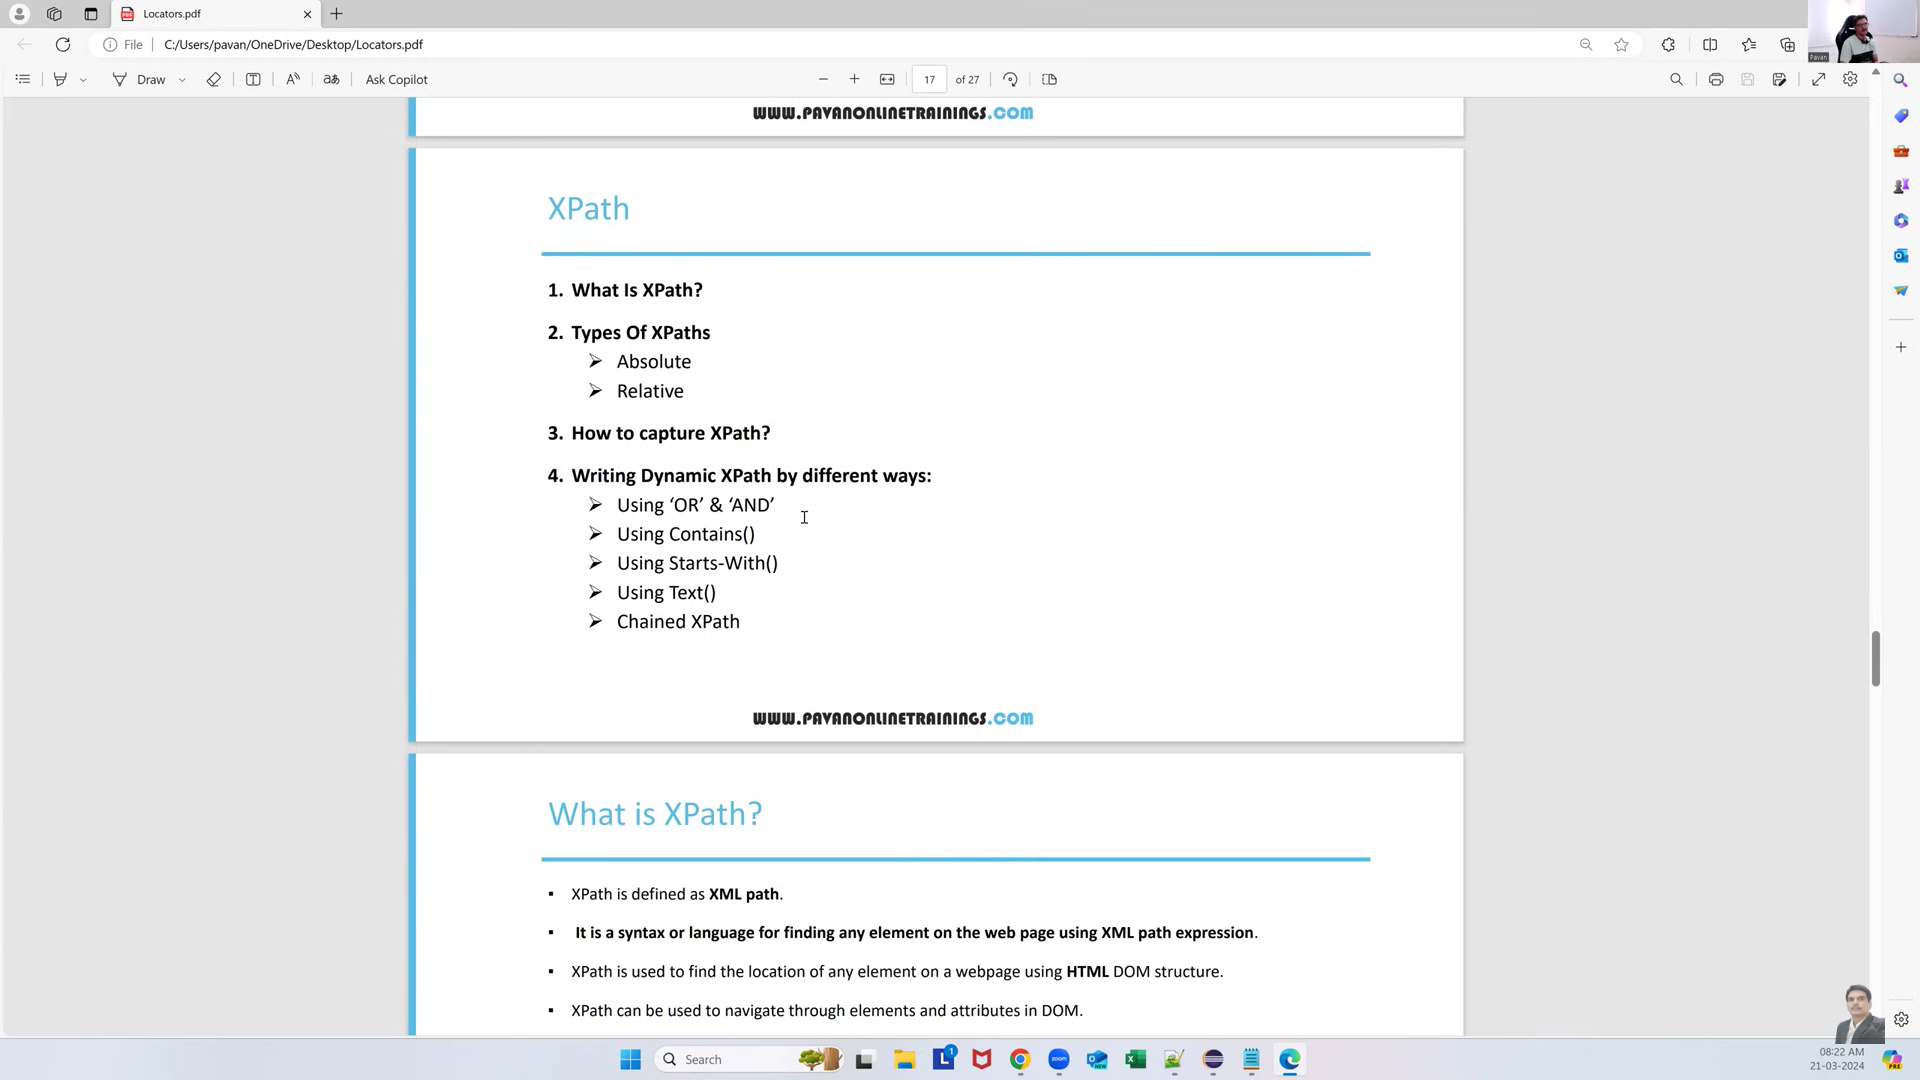 Locators.pdf
File
C:/Users/pavan/OneDrive/Desktop/Locators.pdf
Pavan
Draw
Ask Copilot
17
of 27
WWW.PAVANONLINETRAININGS.COM
XPath
1. What Is XPath?
2. Types Of XPaths
Absolute
Relative
3. How to capture XPath?
4. Writing Dynamic XPath by different ways:
Using ‘OR’ & ‘AND’
Using Contains()
Using Starts-With()
Using Text()
Chained XPath
WWW.PAVANONLINETRAININGS.COM
What is XPath?
▪ XPath is defined as XML path.
▪ It is a syntax or language for finding any element on the web page using XML path expression.
▪ XPath is used to find the location of any element on a webpage using HTML DOM structure.
▪ XPath can be used to navigate through elements and attributes in DOM.
Search
08:22 AM
21-03-2024